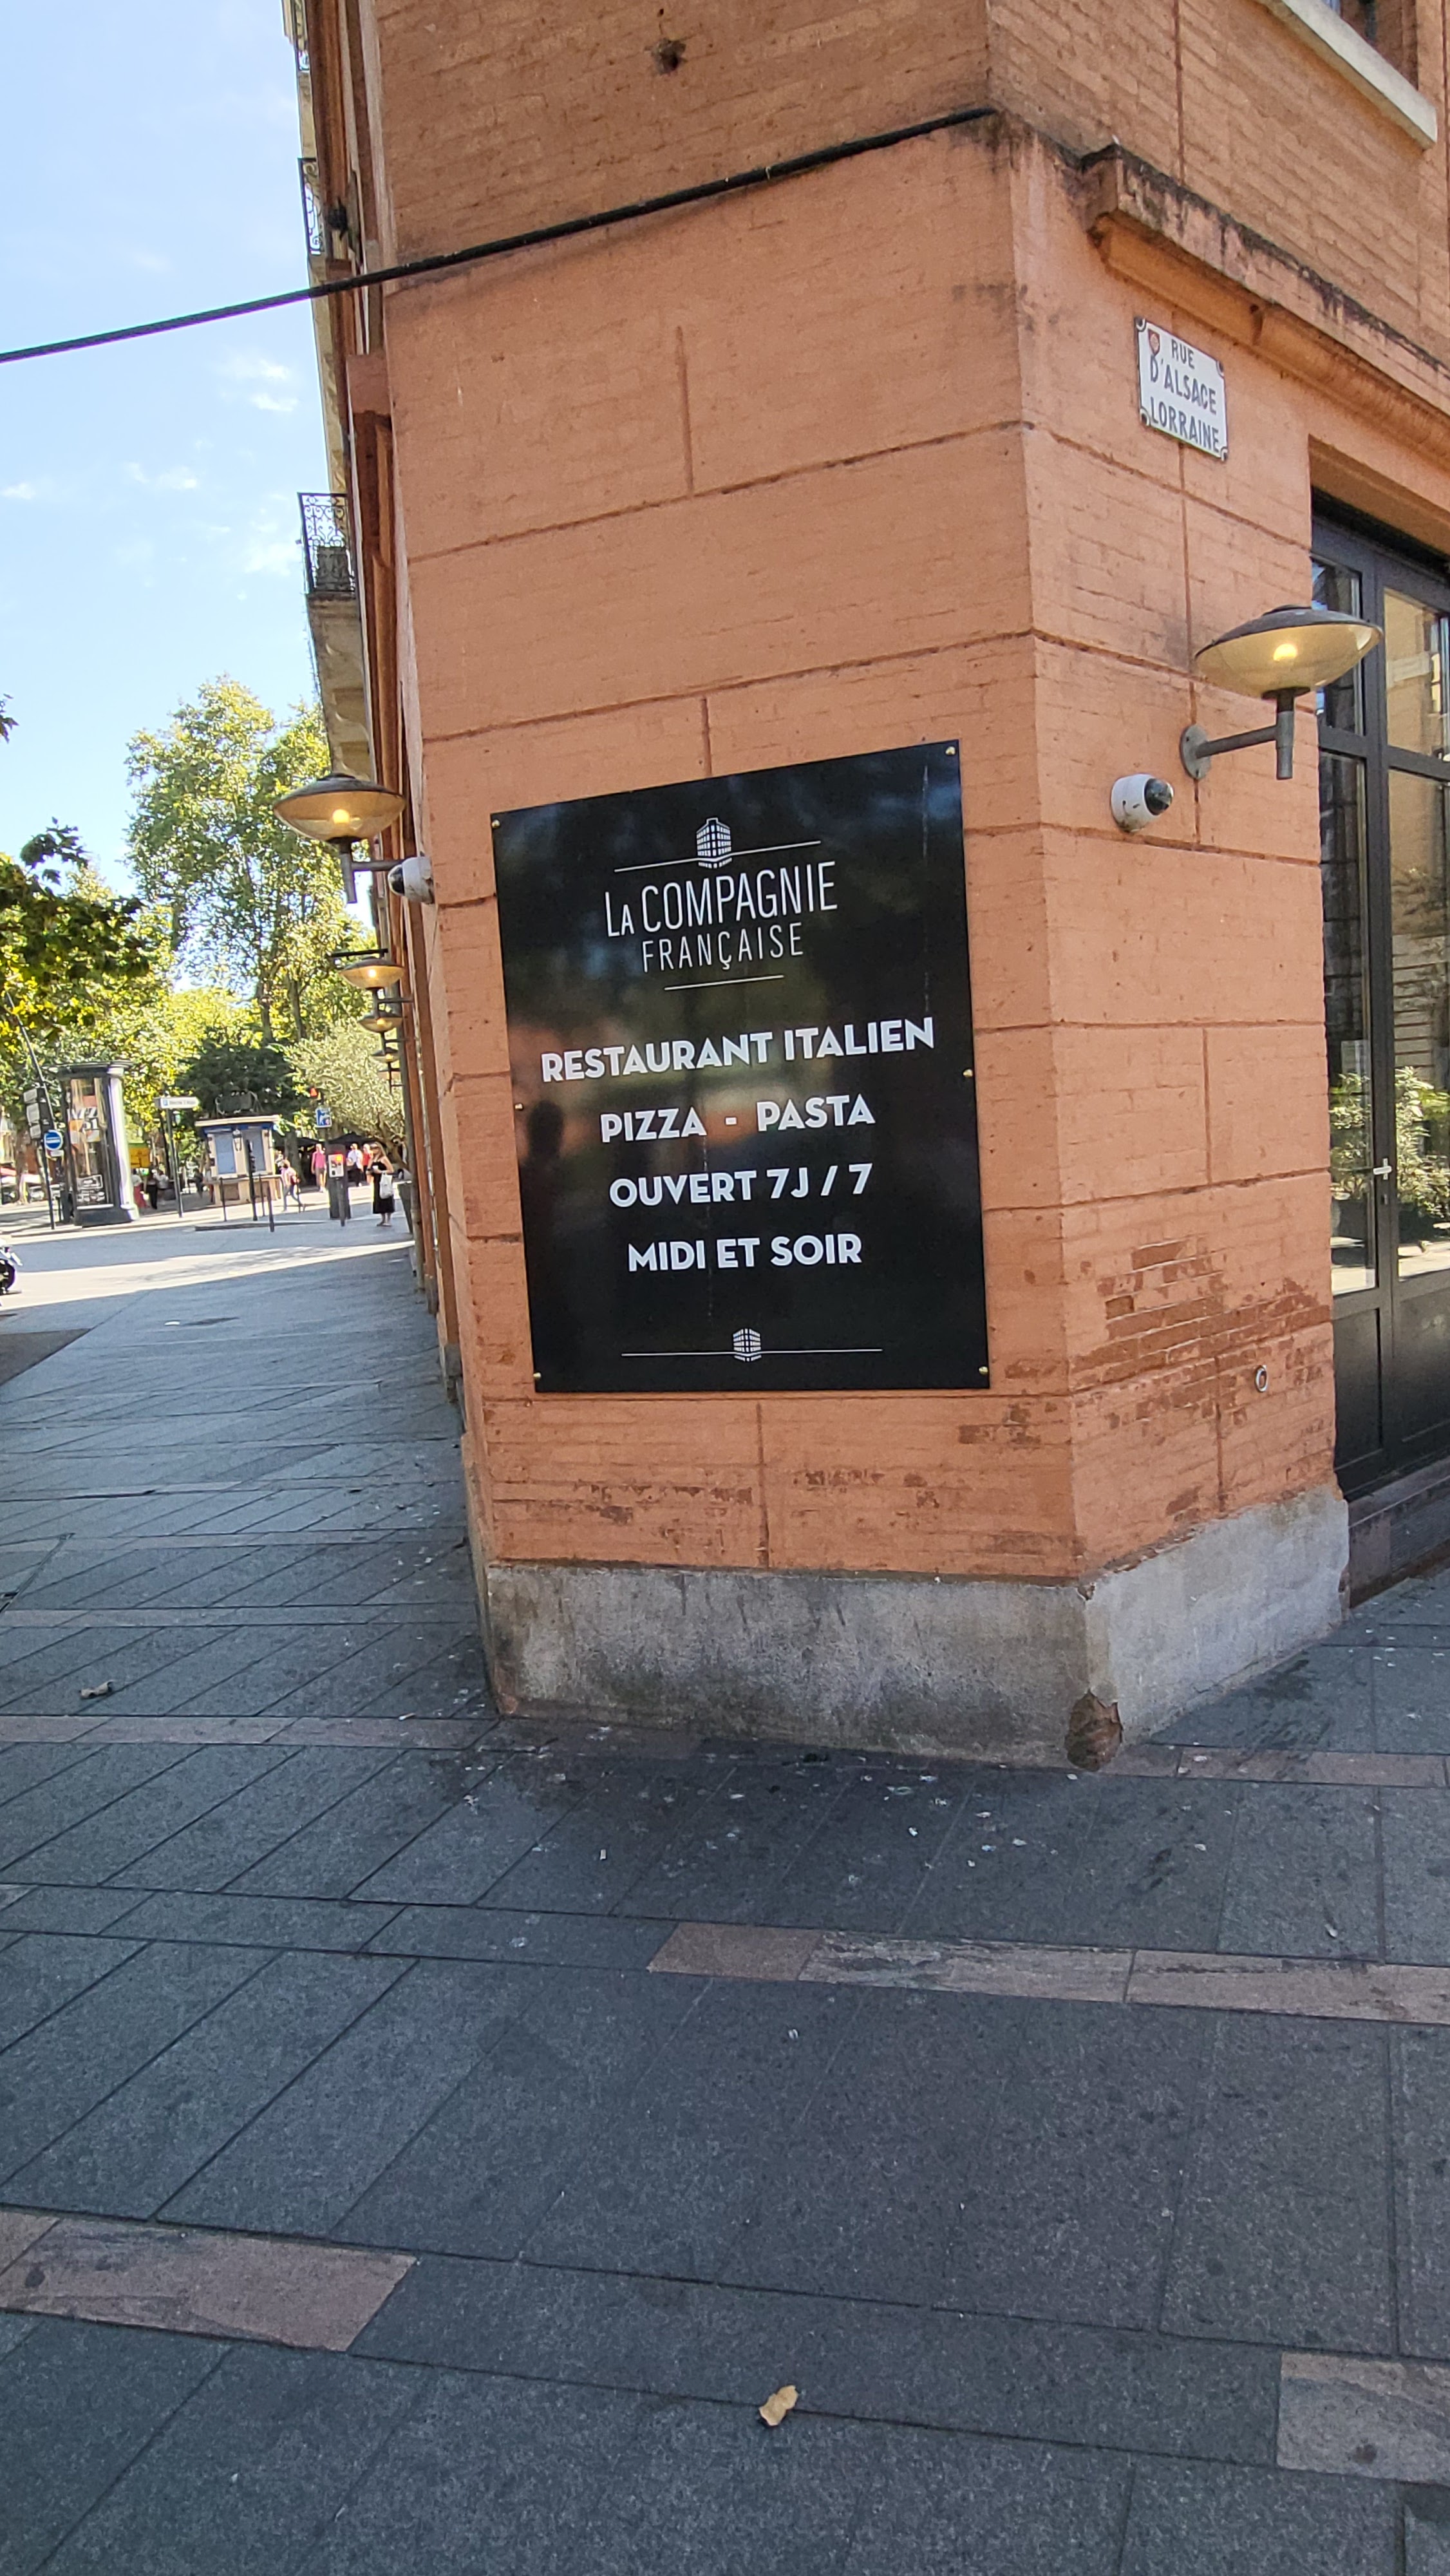 RUE
D'ALSACE
LORRAINE
LA COMPAGNIE
FRANÇAISE
RESTAURANT ITALIEN
PIZZA - PASTA
OUVERT 7J / 7
MIDI ET SOIR